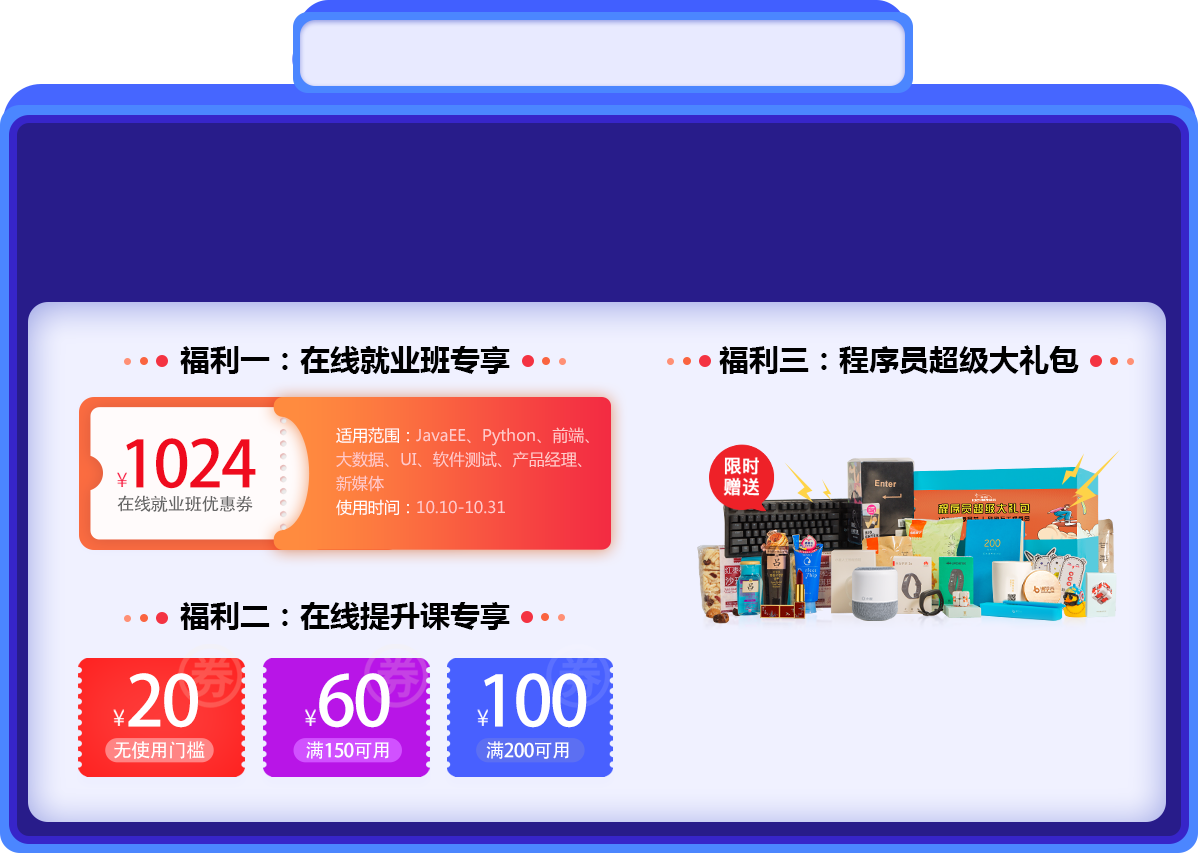 福利一：在线就业班专享
¥1024
在线就业班优惠券
适用范围：JavaEE、Python、前端、
大数据、UI、软件测试、产品经理、
新媒体
使用时间：10.10-10.31
福利二：在线提升课专享
券
¥20
无使用门槛
券
¥60
满150可用
券
¥100
满200可用
福利三：程序员超级大礼包
限时
赠送
Enter
程序员超级大礼包
200
吕